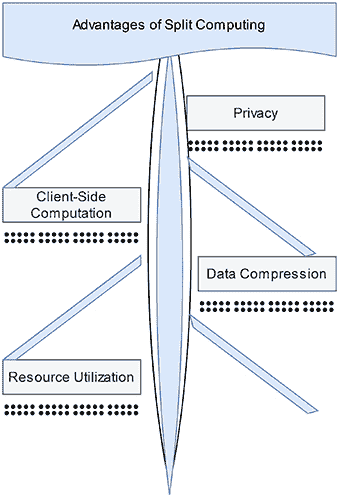 Advantages of Split Computing
Privacy
Client-Side
Computation
Data Compression
Resource Utilization